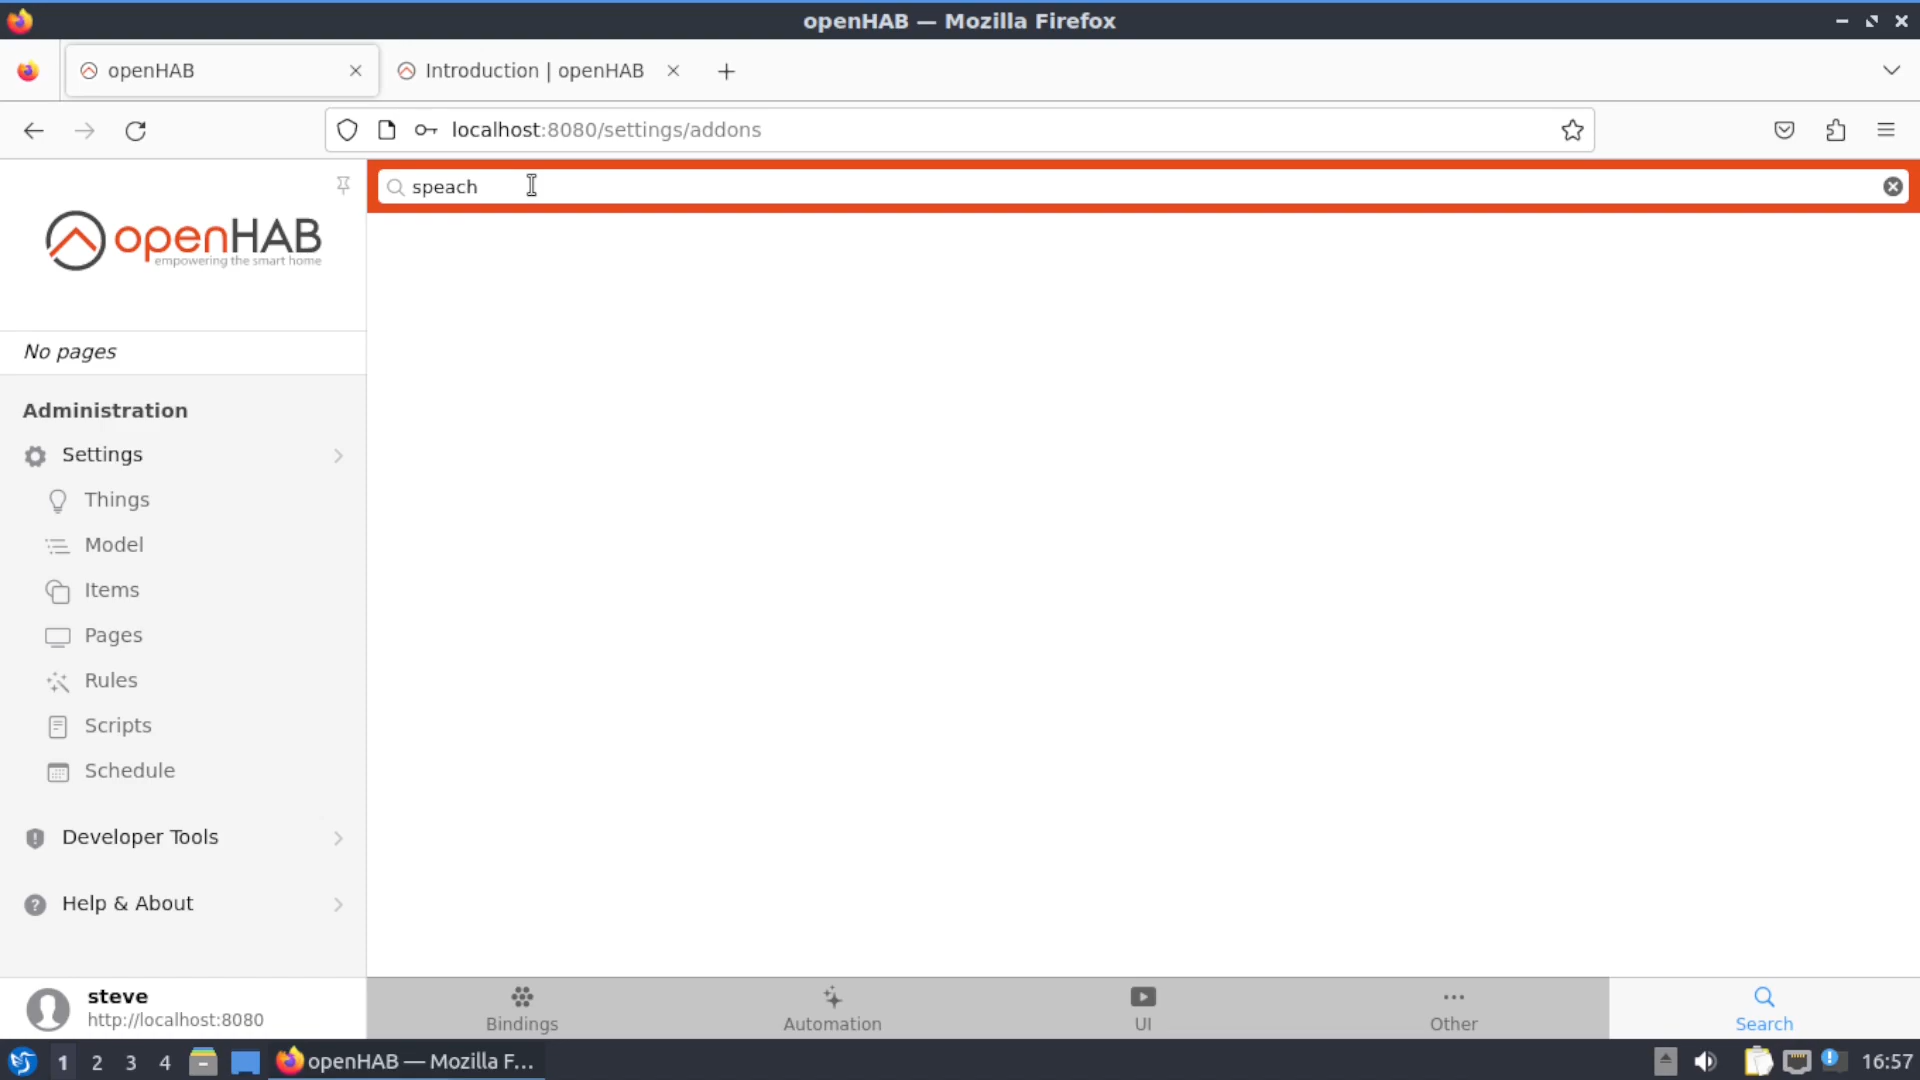 openHAB — Mozilla Firefox
openHAB
Introduction | openHAB
localhost:8080/settings/addons
speach
openHAB
empowering the smart home
No pages
Administration
Settings
Things
Model
Items
Pages
Rules
Scripts
Schedule
Developer Tools
Help & About
steve
http://localhost:8080
Bindings
Automation
UI
Other
Search
1
2
3
4
openHAB — Mozilla F...
16:57